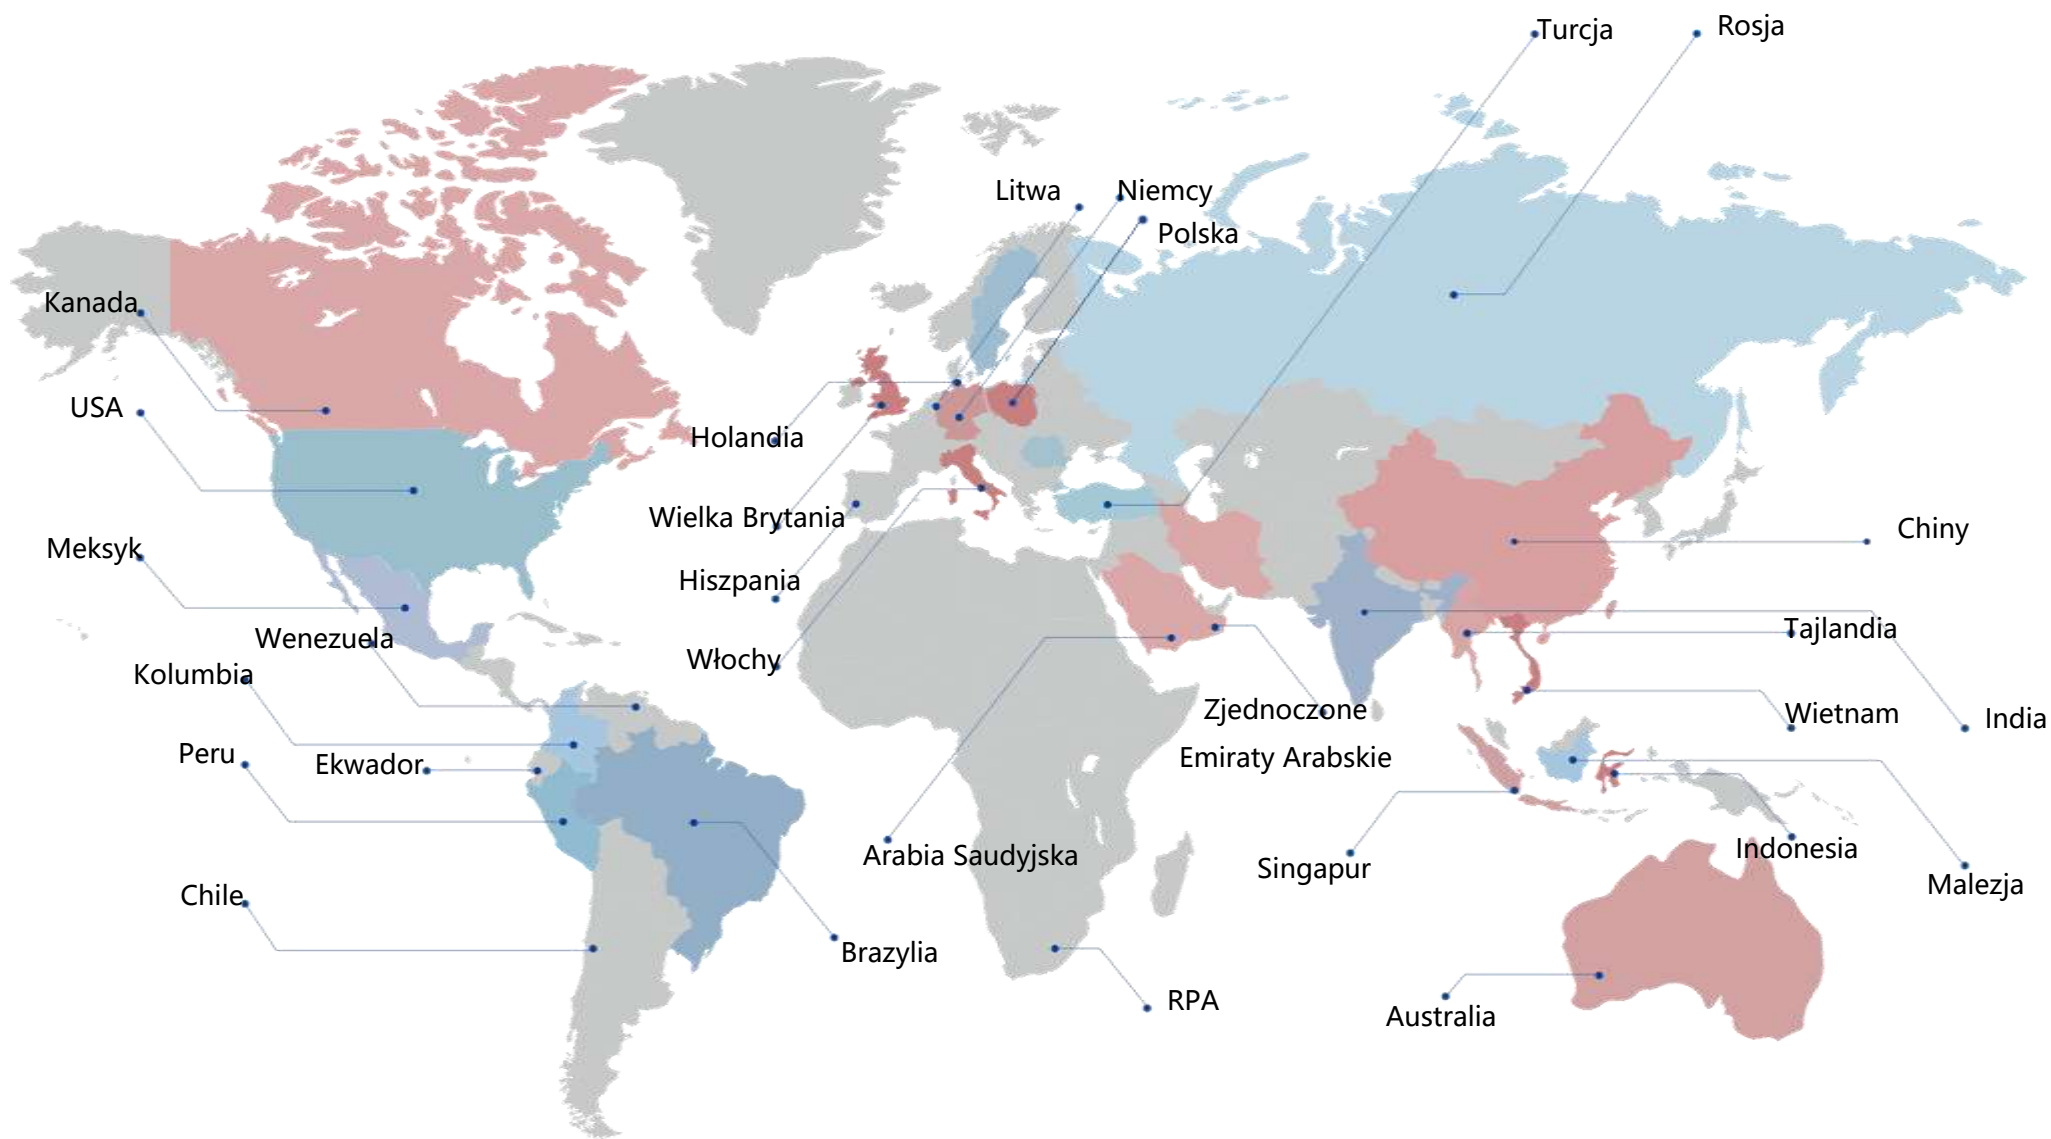 Turcja
Rosja
Litwa
Niemcy
Polska
Kanada
USA
Holandia
Wielka Brytania
Meksyk
Chiny
Hiszpania
Wenezuela
Tajlandia
Włochy
Kolumbia
Zjednoczone
Emiraty Arabskie
Wietnam
India
Peru
Ekwador
Arabia Saudyjska
Indonesia
Singapur
Malezja
Chile
Brazylia
RPA
Australia